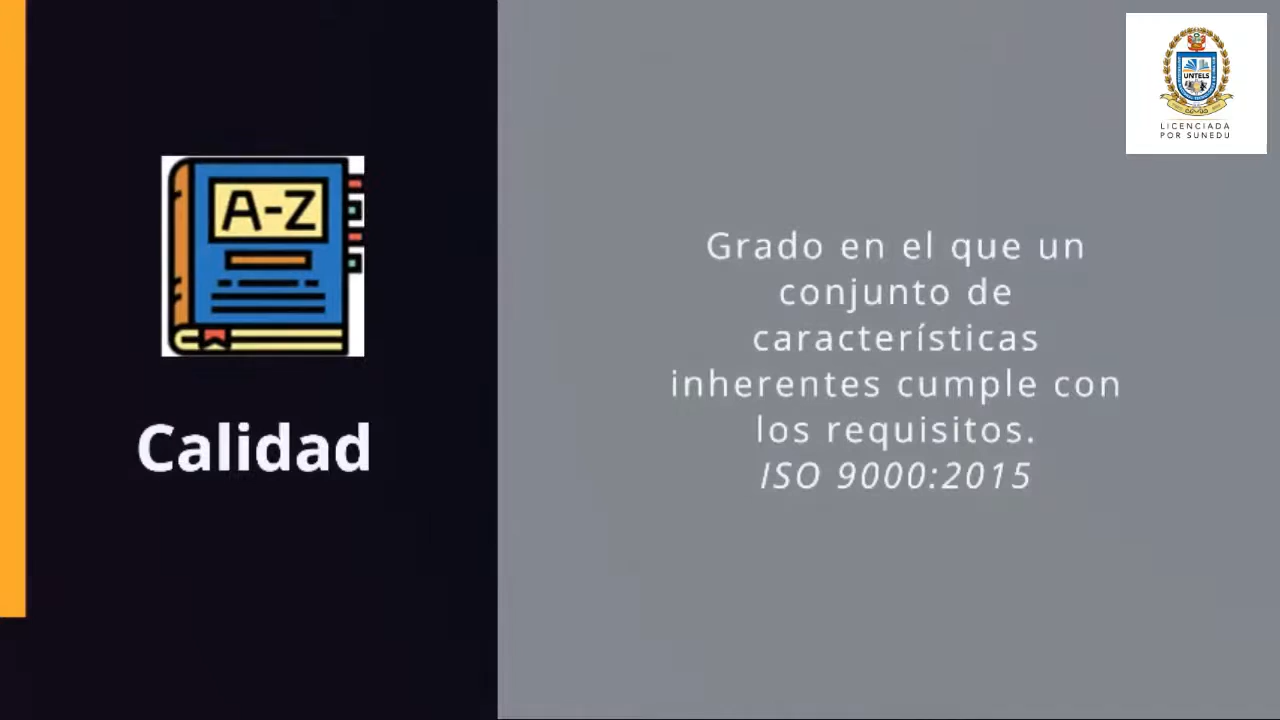 UNTELS
LICENCIADA
POR SUNEDU
A-Z
Calidad
Grado en el que un
conjunto de
características
inherentes cumple con
los requisitos.
ISO 9000:2015